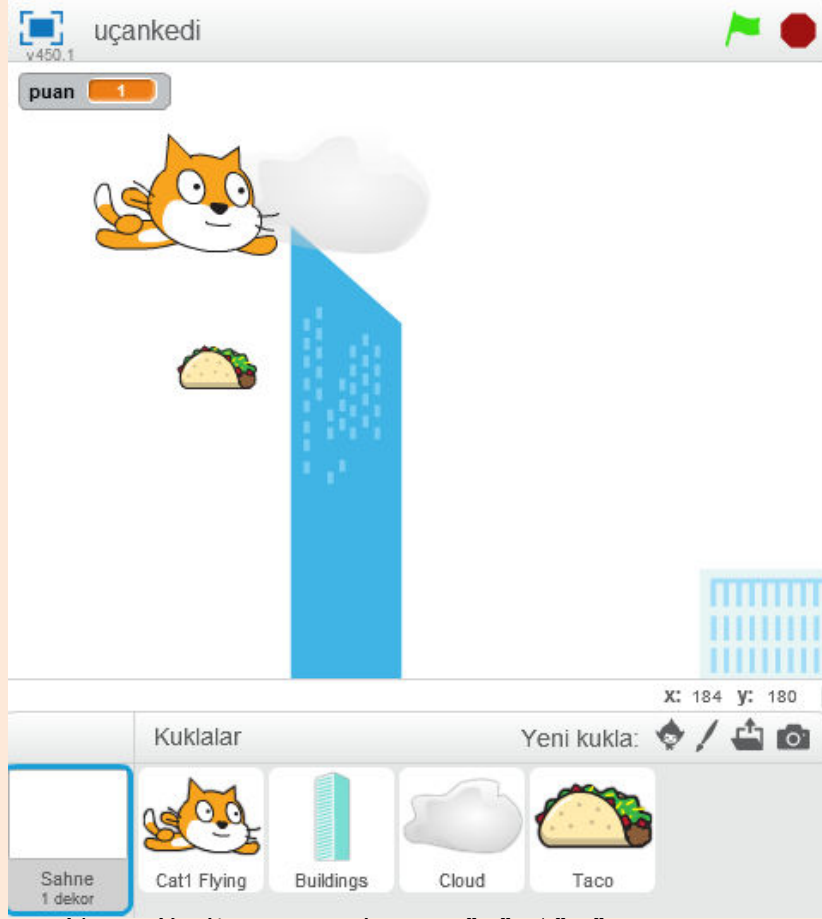 uçankedi
v450.1
puan 1
x: 184 y: 180
Kuklalar Yeni kukla:
Sahne
1 dekor
Cat1 Flying Buildings Cloud Taco